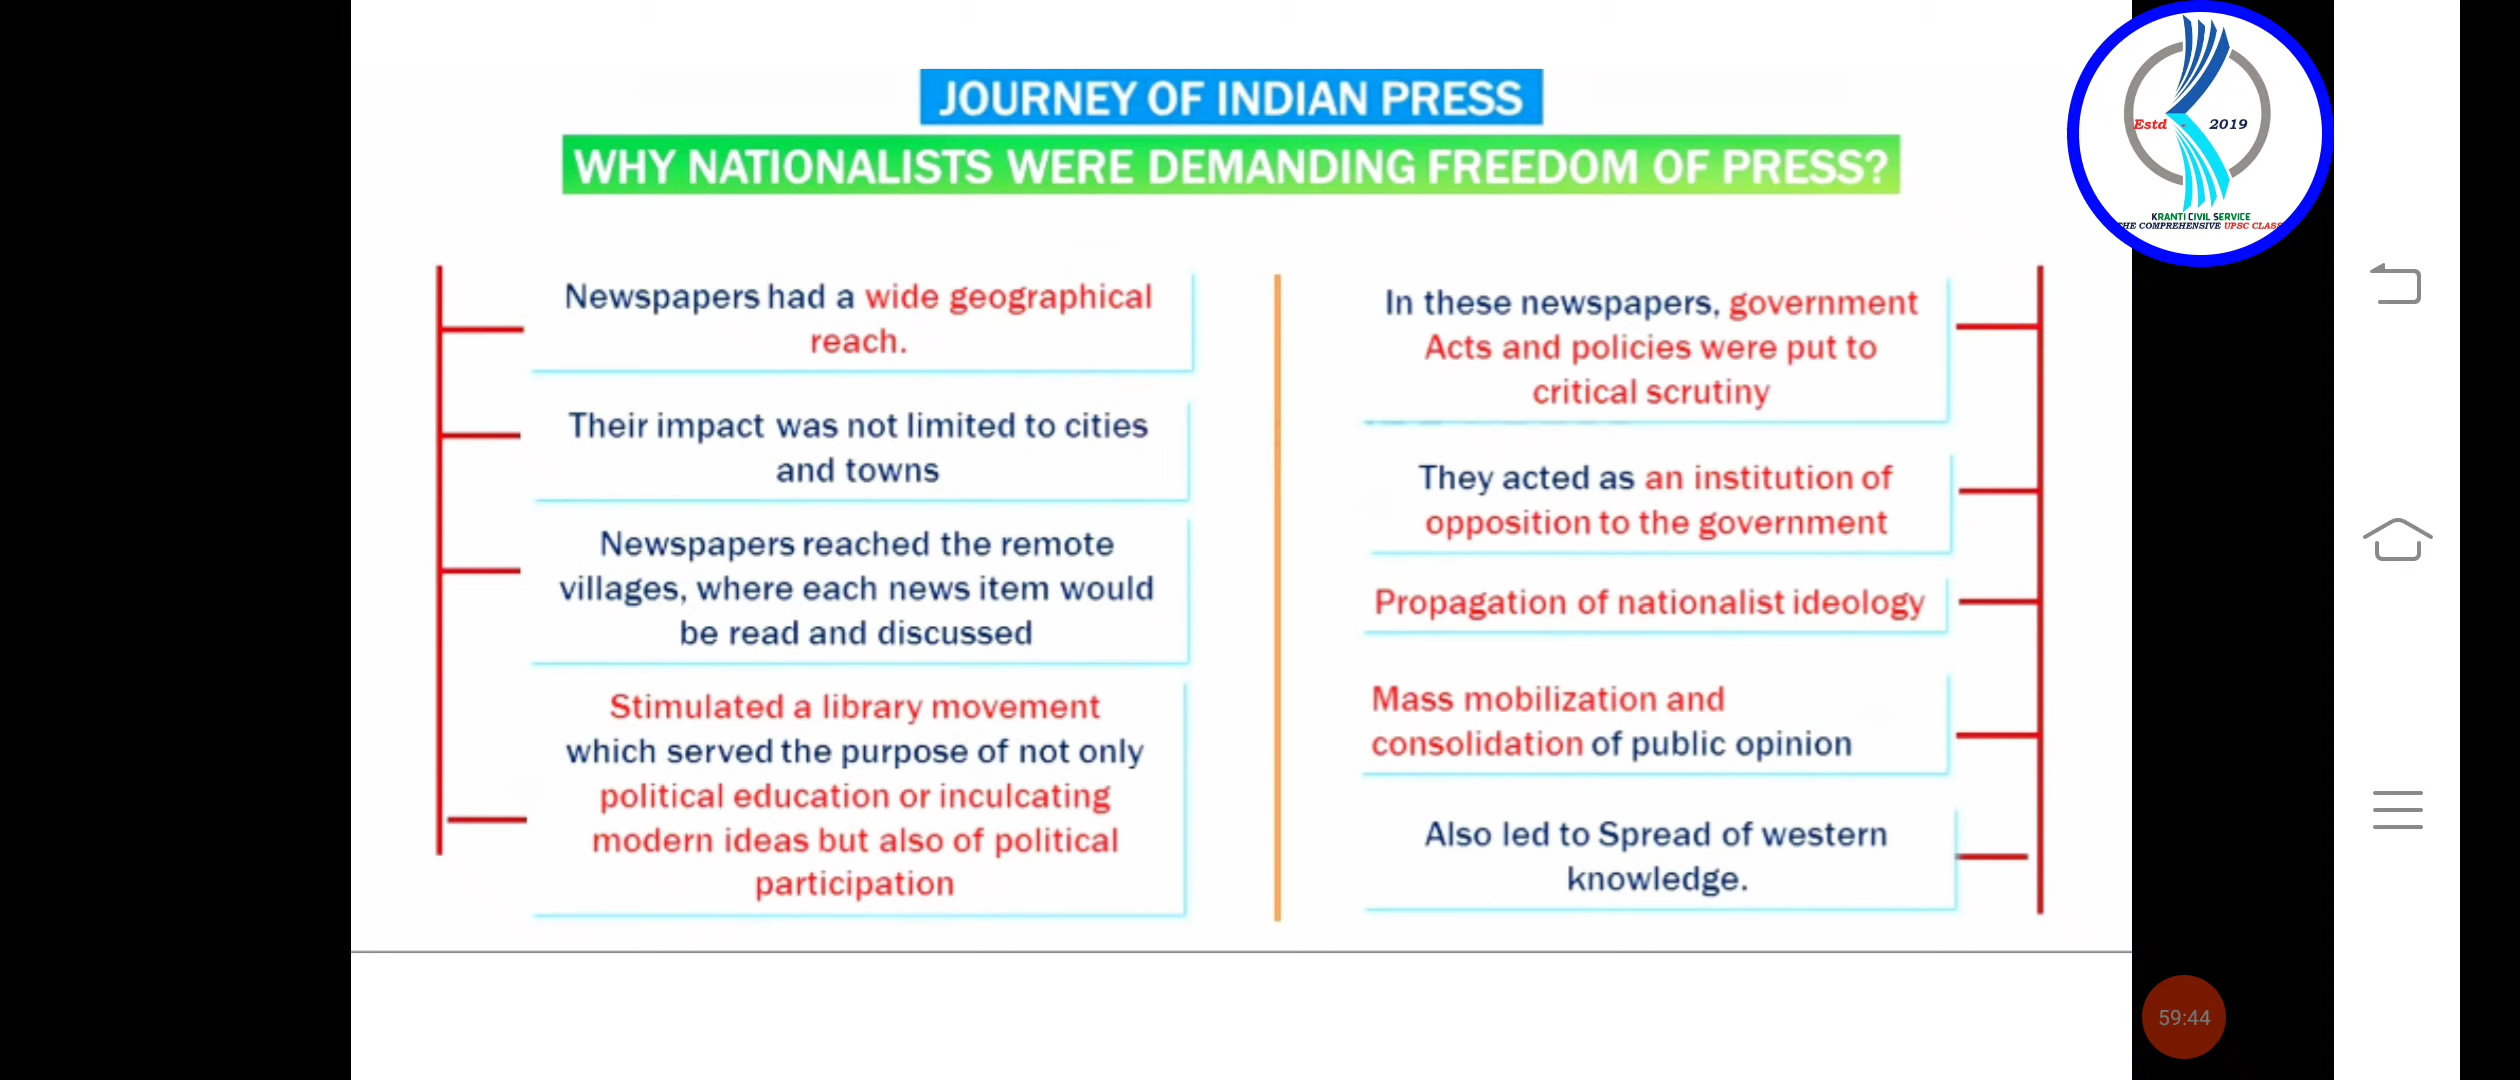 JOURNEY OF INDIAN PRESS
WHY NATIONALISTS WERE DEMANDING FREEDOM OF PRESS?
Newspapers had a wide geographical
reach.
Their impact was not limited to cities
and towns
Newspapers reached the remote
villages, where each news item would
be read and discussed
Stimulated a library movement
which served the purpose of not only
political education or inculcating
modern ideas but also of political
participation
In these newspapers, government
Acts and policies were put to
critical scrutiny
They acted as an institution of
opposition to the government
Propagation of nationalist ideology
Mass mobilization and
consolidation of public opinion
Also led to Spread of western
knowledge.
Estd - 2019
KRANTI CIVIL SERVICE
THE COMPREHENSIVE UPSC CLASS
59:44